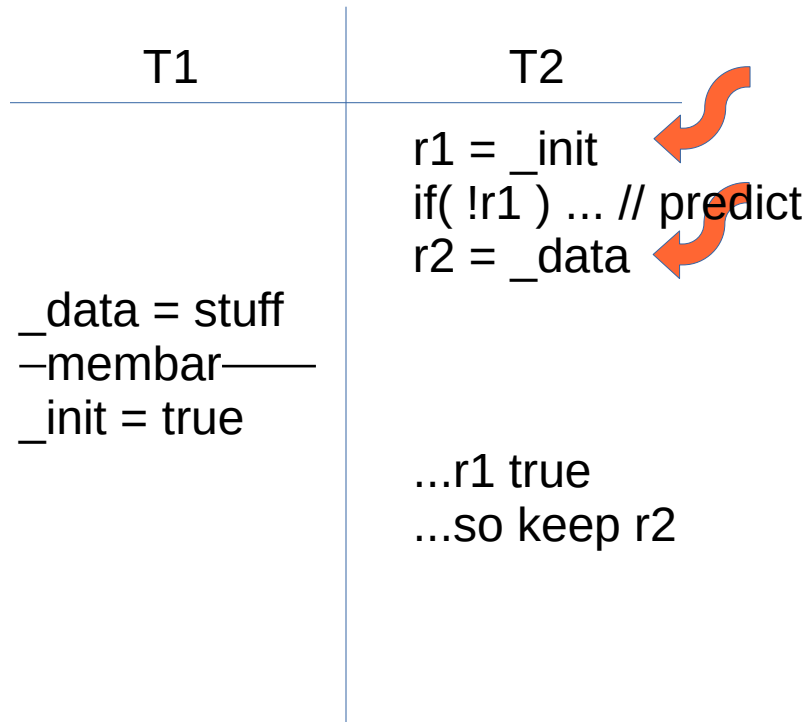 T1
T2
r1 = _init
if( !r1 ) ... // predict
r2 = _data
_data = stuff
membar
_init = true
...r1 true
...so keep r2